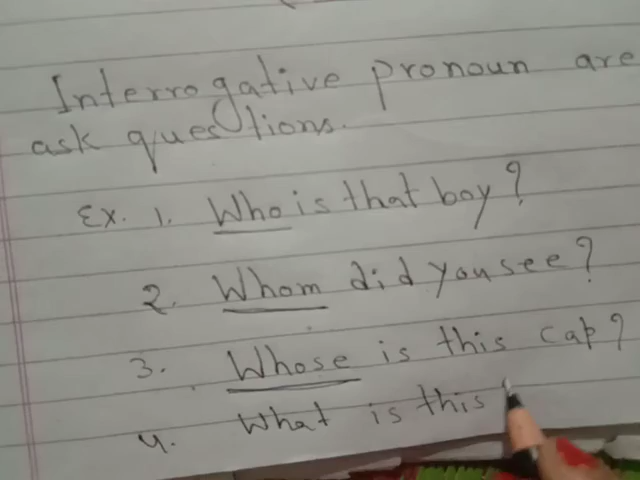 Interrogative pronoun are
ask questions.
Ex. 1. Who is that boy?
2. Whom did you see?
3. Whose is this cap?
4. What is this